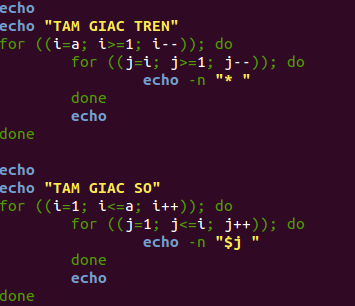 echo
echo "TAM GIAC TREN"
for ((i=a; i>=1; i--)); do
        for ((j=i; j>=1; j--)); do
                echo -n "* "
        done
        echo
done

echo
echo "TAM GIAC SO"
for ((i=1; i<=a; i++)); do
        for ((j=1; j<=i; j++)); do
                echo -n "$j "
        done
        echo
done